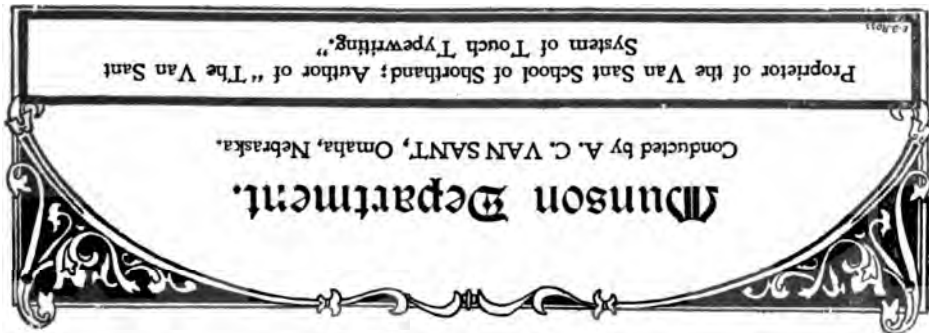 Munson Department.
Conducted by A. C. VAN SANT, Omaha, Nebraska.
Proprietor of the Van Sant School of Shorthand; Author of "The Van Sant
System of Touch Typewriting."